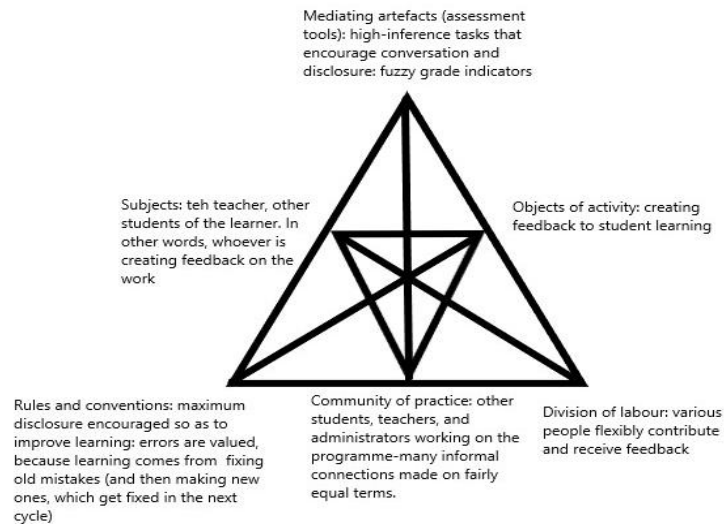 Mediating artefacts (assessment
tools): high-inference tasks that
encourage conversation and
disclosure: fuzzy grade indicators
Subjects: teh teacher, other
students of the learner. In
other words, whoever is
creating feedback on the
work
Objects of activity: creating
feedback to student learning
Rules and conventions: maximum
disclosure encouraged so as to
improve learning: errors are valued,
because learning comes from fixing
old mistakes (and then making new
ones, which get fixed in the next
cycle)
Community of practice: other
students, teachers, and
administrators working on the
programme-many informal
connections made on fairly
equal terms.
Division of labour: various
people flexibly contribute
and receive feedback